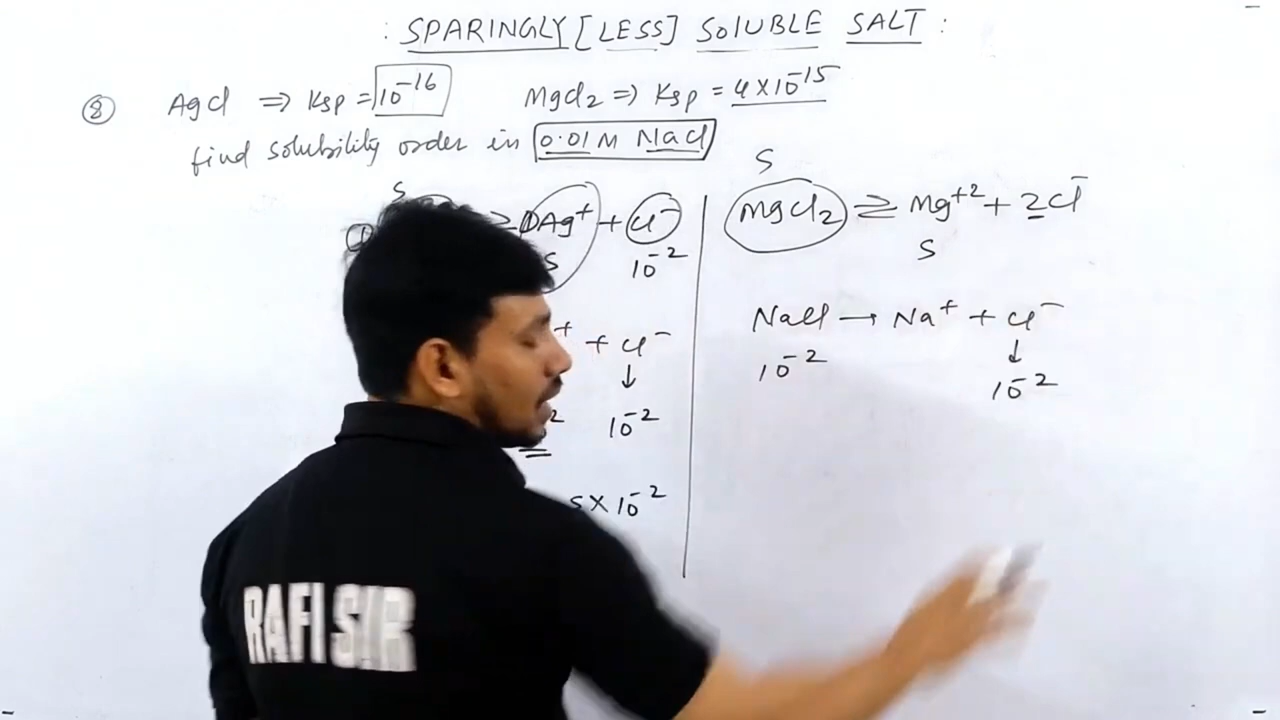 : SPARINGLY [LESS] SOLUBLE SALT :
⑧ AgCl ⇒ Ksp = 10⁻¹⁶ MgCl2 ⇒ Ksp = 4×10⁻¹⁵
find solubility order in 0.01 M NaCl
S
Ag⁺ + Cl⁻
S 10⁻²
+ + Cl⁻
↓
2 10⁻²
S × 10⁻²
S
MgCl2 ⇌ Mg⁺² + 2Cl⁻
S
NaCl → Na⁺ + Cl⁻
↓
10⁻² 10⁻²
RAFI SIR